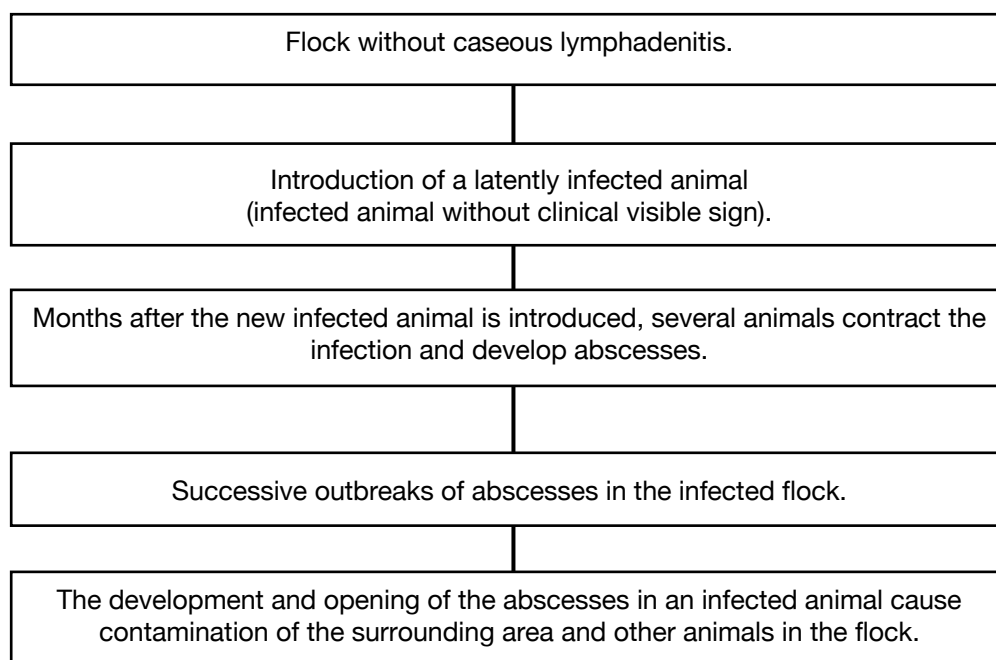 Flock without caseous lymphadenitis.
Introduction of a latently infected animal
(infected animal without clinical visible sign).
Months after the new infected animal is introduced, several animals contract the
infection and develop abscesses.
Successive outbreaks of abscesses in the infected flock.
The development and opening of the abscesses in an infected animal cause
contamination of the surrounding area and other animals in the flock.